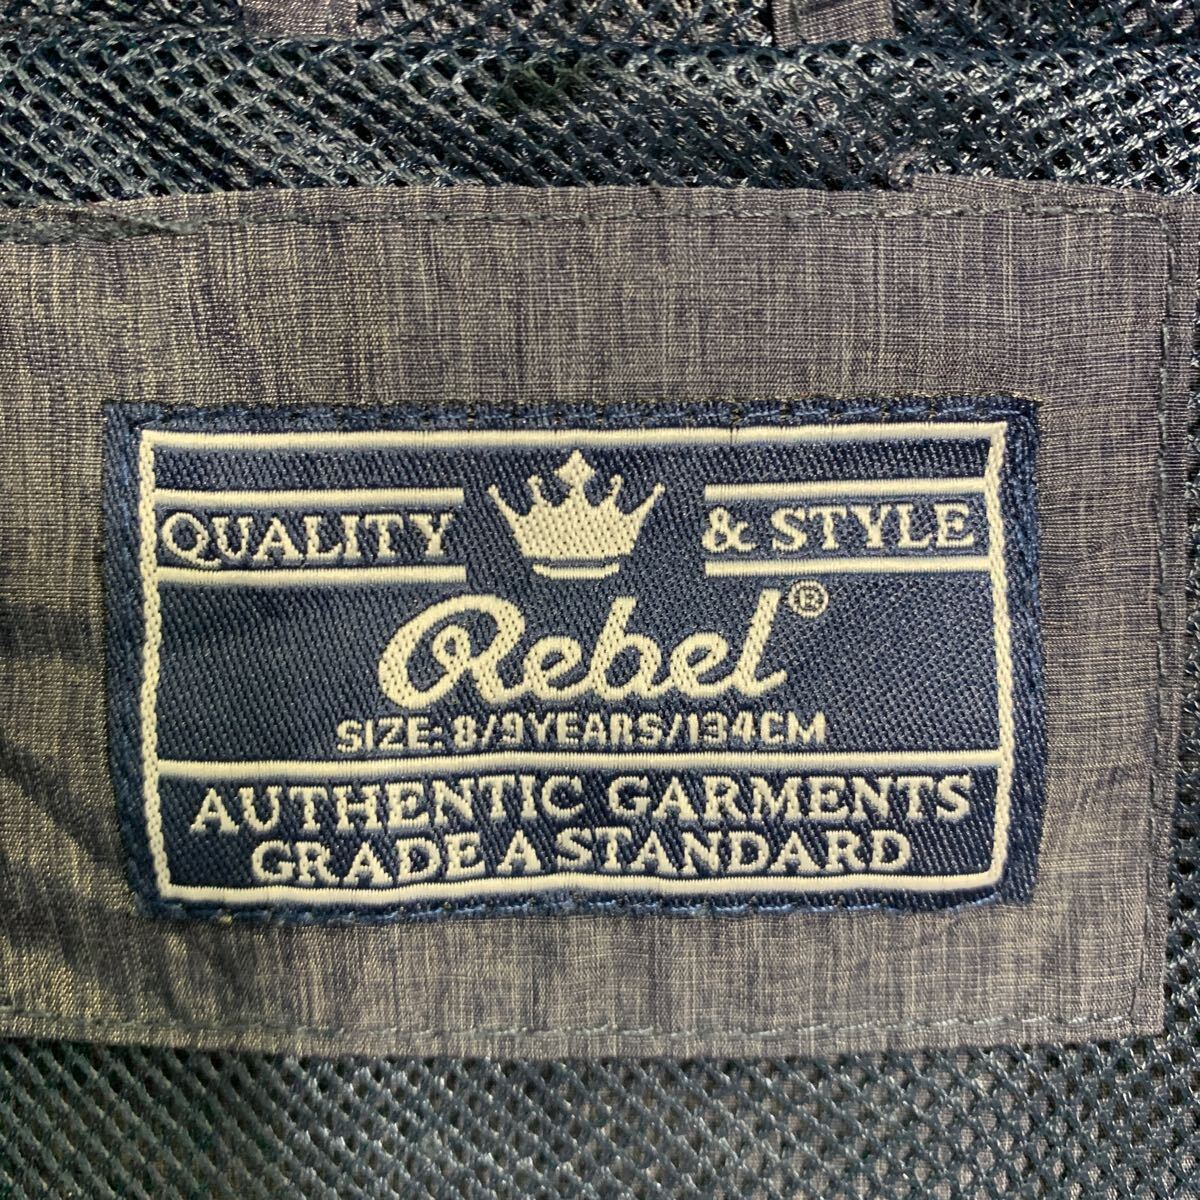 QUALITY & STYLE
Rebel®
SIZE: 8/9YEARS/134CM
AUTHENTIC GARMENTS
GRADE A STANDARD